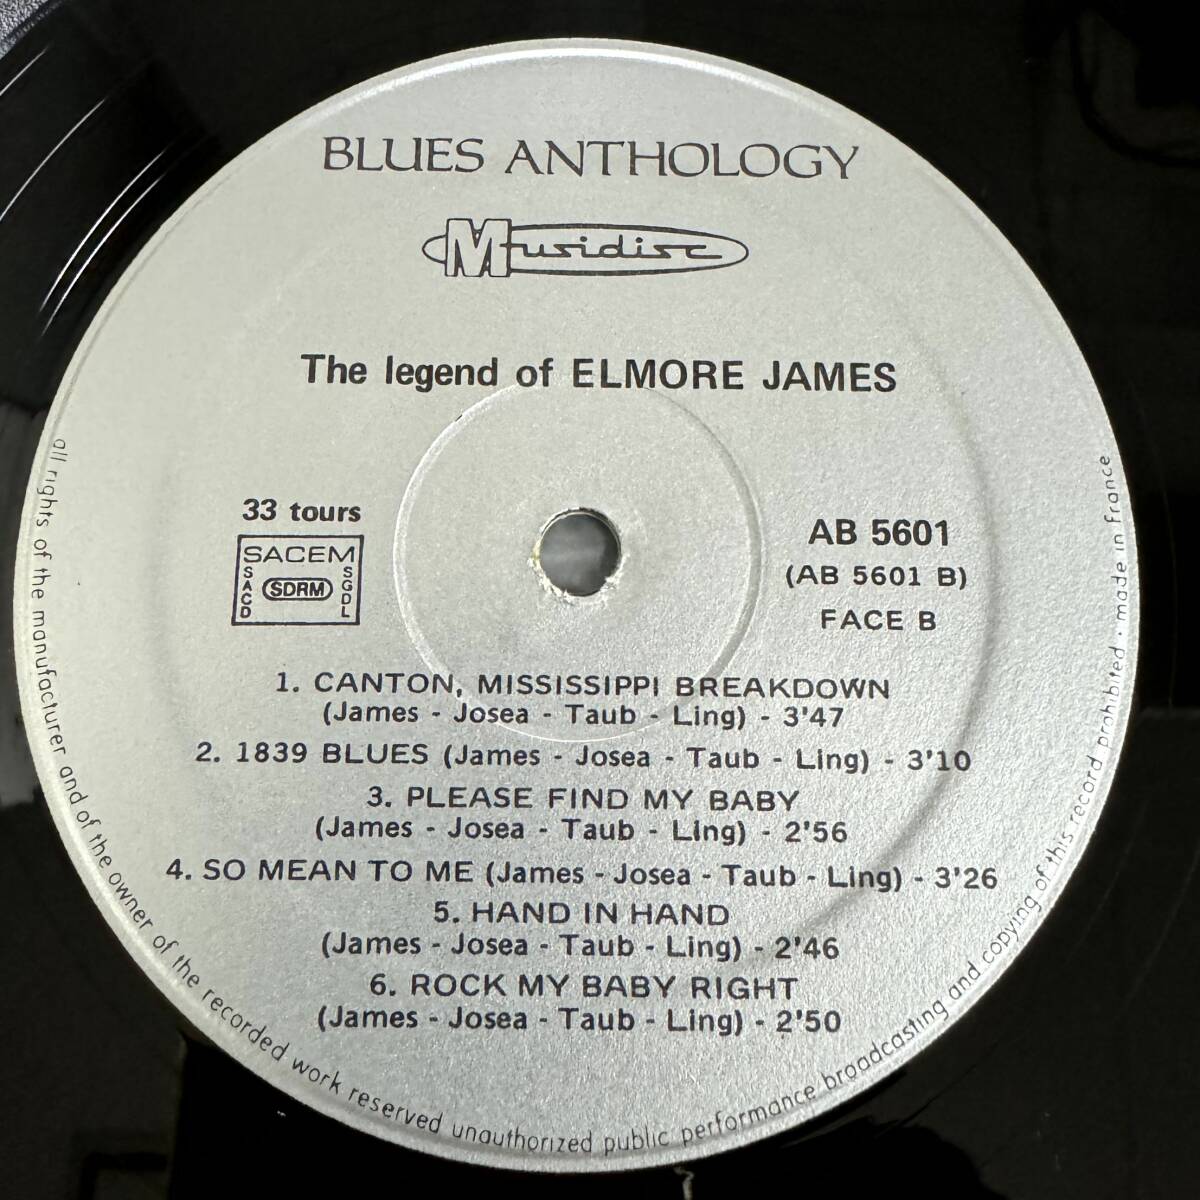 BLUES ANTHOLOGY
Musidisc
The legend of ELMORE JAMES
33 tours
SACEM
SACD
SDRM
SGDL
AB 5601
(AB 5601 B)
FACE B
1. CANTON, MISSISSIPPI BREAKDOWN
(James - Josea - Taub - Ling) - 3'47
2. 1839 BLUES (James - Josea - Taub - Ling) - 3'10
3. PLEASE FIND MY BABY
(James - Josea - Taub - Ling) - 2'56
4. SO MEAN TO ME (James - Josea - Taub - Ling) - 3'26
5. HAND IN HAND
(James - Josea - Taub - Ling) - 2'46
6. ROCK MY BABY RIGHT
(James - Josea - Taub - Ling) - 2'50
all rights of the manufacturer and of the owner of the recorded work reserved unauthorized public performance broadcasting and copying of this record prohibited · made in france